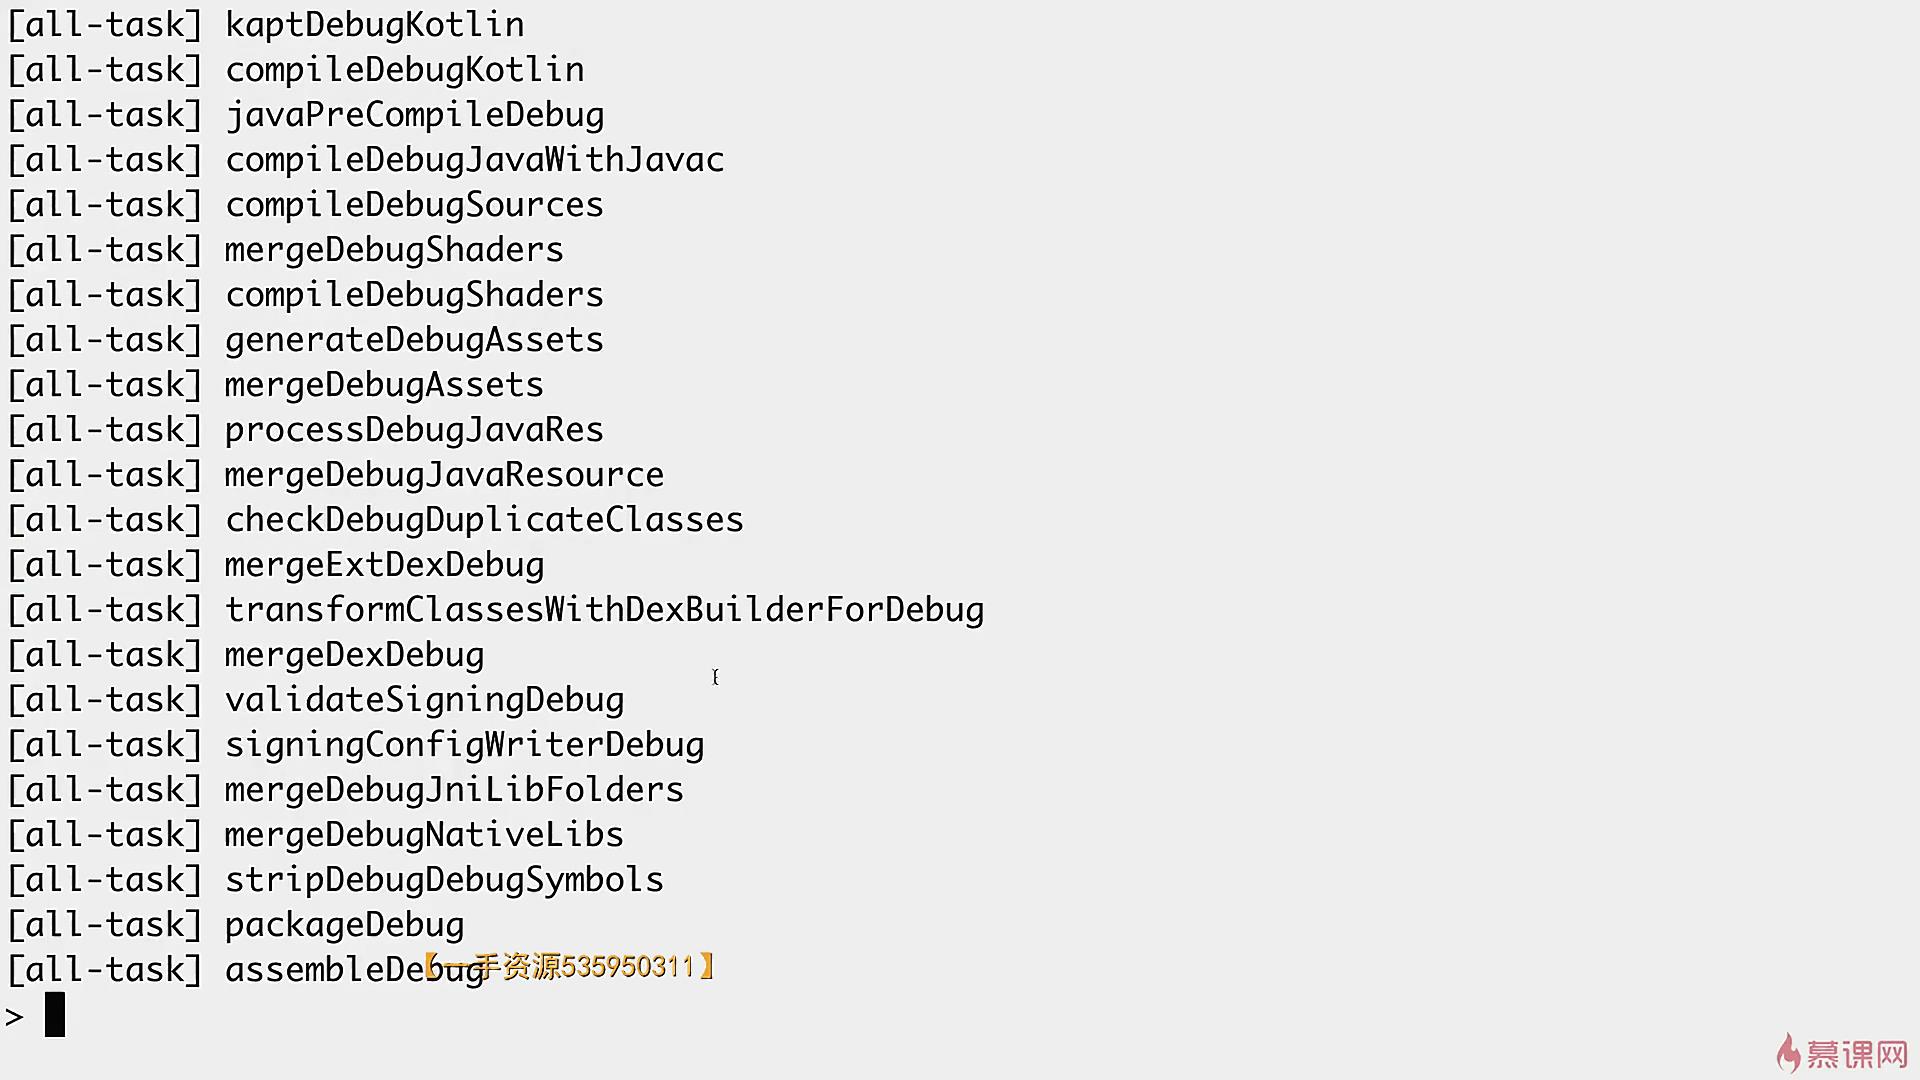 [all-task] kaptDebugKotlin
[all-task] compileDebugKotlin
[all-task] javaPreCompileDebug
[all-task] compileDebugJavaWithJavac
[all-task] compileDebugSources
[all-task] mergeDebugShaders
[all-task] compileDebugShaders
[all-task] generateDebugAssets
[all-task] mergeDebugAssets
[all-task] processDebugJavaRes
[all-task] mergeDebugJavaResource
[all-task] checkDebugDuplicateClasses
[all-task] mergeExtDexDebug
[all-task] transformClassesWithDexBuilderForDebug
[all-task] mergeDexDebug
[all-task] validateSigningDebug
[all-task] signingConfigWriterDebug
[all-task] mergeDebugJniLibFolders
[all-task] mergeDebugNativeLibs
[all-task] stripDebugDebugSymbols
[all-task] packageDebug
[all-task] assembleDebug
【一手资源535950311】
>
慕课网